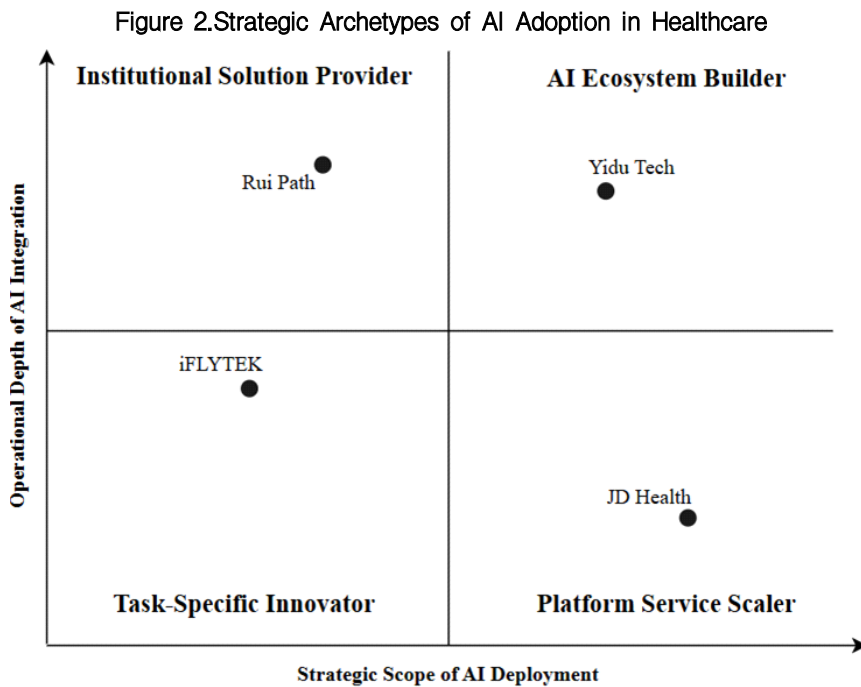 Figure 2.Strategic Archetypes of AI Adoption in Healthcare
Institutional Solution Provider
AI Ecosystem Builder
Rui Path
Yidu Tech
Operational Depth of AI Integration
iFLYTEK
JD Health
Task-Specific Innovator
Platform Service Scaler
Strategic Scope of AI Deployment